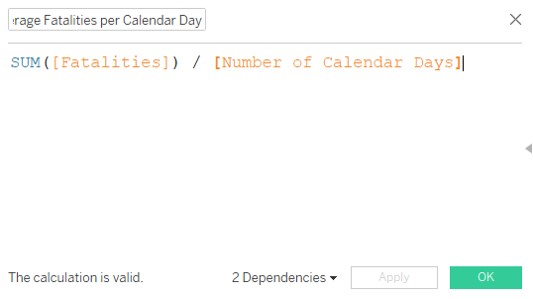 rage Fatalities per Calendar Day
SUM([Fatalities]) / [Number of Calendar Days]
The calculation is valid.
2 Dependencies
Apply
OK